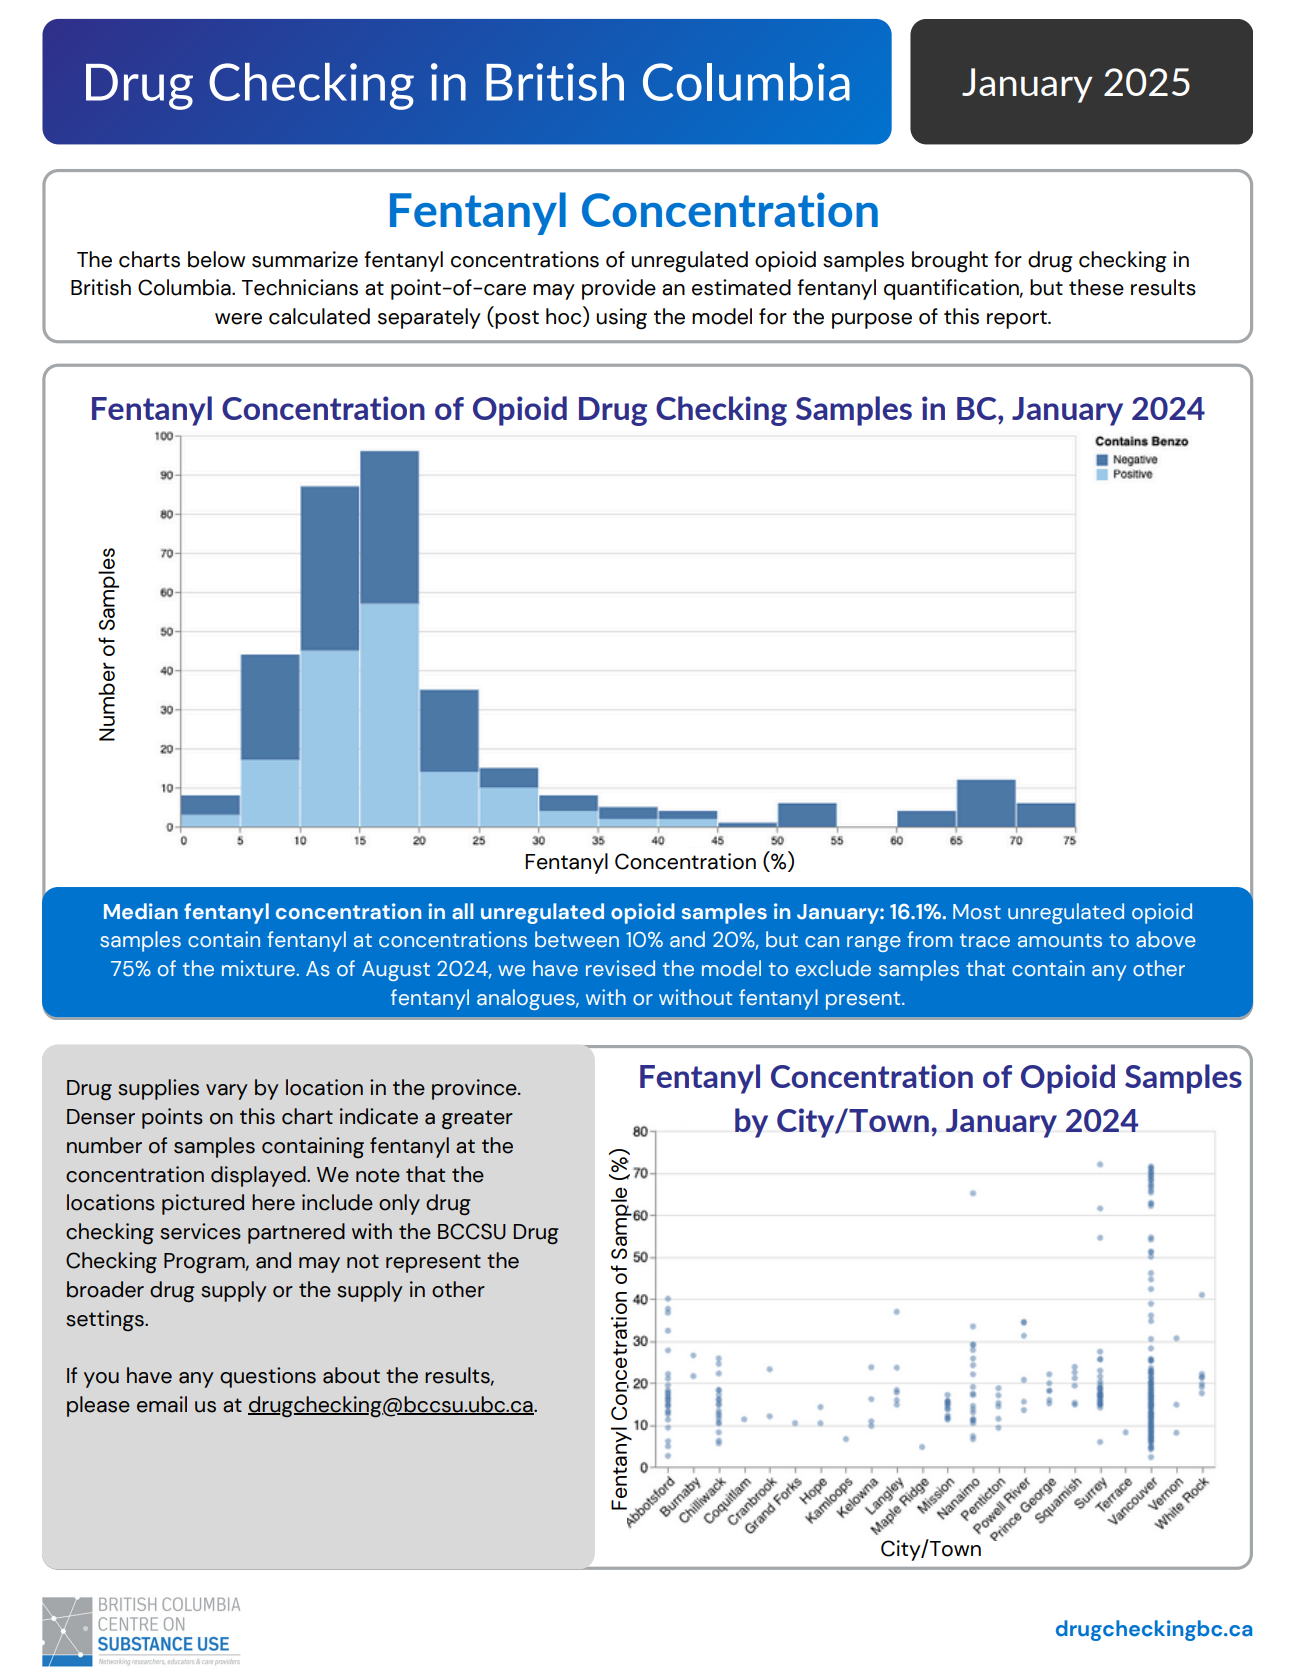 Drug Checking in British Columbia
January 2025
Fentanyl Concentration
The charts below summarize fentanyl concentrations of unregulated opioid samples brought for drug checking in
British Columbia. Technicians at point-of-care may provide an estimated fentanyl quantification, but these results
were calculated separately (post hoc) using the model for the purpose of this report.
Fentanyl Concentration of Opioid Drug Checking Samples in BC, January 2024
Number of Samples
100
90
80
70
60
50
40
30
20
10
0
0 5 10 15 20 25 30 35 40 45 50 55 60 65 70 75
Fentanyl Concentration (%)
Contains Benzo
Negative
Positive
Median fentanyl concentration in all unregulated opioid samples in January: 16.1%. Most unregulated opioid
samples contain fentanyl at concentrations between 10% and 20%, but can range from trace amounts to above
75% of the mixture. As of August 2024, we have revised the model to exclude samples that contain any other
fentanyl analogues, with or without fentanyl present.
Drug supplies vary by location in the province.
Denser points on this chart indicate a greater
number of samples containing fentanyl at the
concentration displayed. We note that the
locations pictured here include only drug
checking services partnered with the BCCSU Drug
Checking Program, and may not represent the
broader drug supply or the supply in other
settings.
If you have any questions about the results,
please email us at drugchecking@bccsu.ubc.ca.
Fentanyl Concentration of Opioid Samples
by City/Town, January 2024
Fentanyl Concetration of Sample (%)
80
70
60
50
40
30
20
10
0
Abbotsford
Burnaby
Chilliwack
Coquitlam
Cranbrook
Grand Forks
Hope
Kamloops
Kelowna
Langley
Maple Ridge
Mission
Nanaimo
Penticton
Powell River
Prince George
Squamish
Surrey
Terrace
Vancouver
Vernon
White Rock
City/Town
BRITISH COLUMBIA
CENTRE ON
SUBSTANCE USE
Networking researchers, educators & care providers
drugcheckingbc.ca